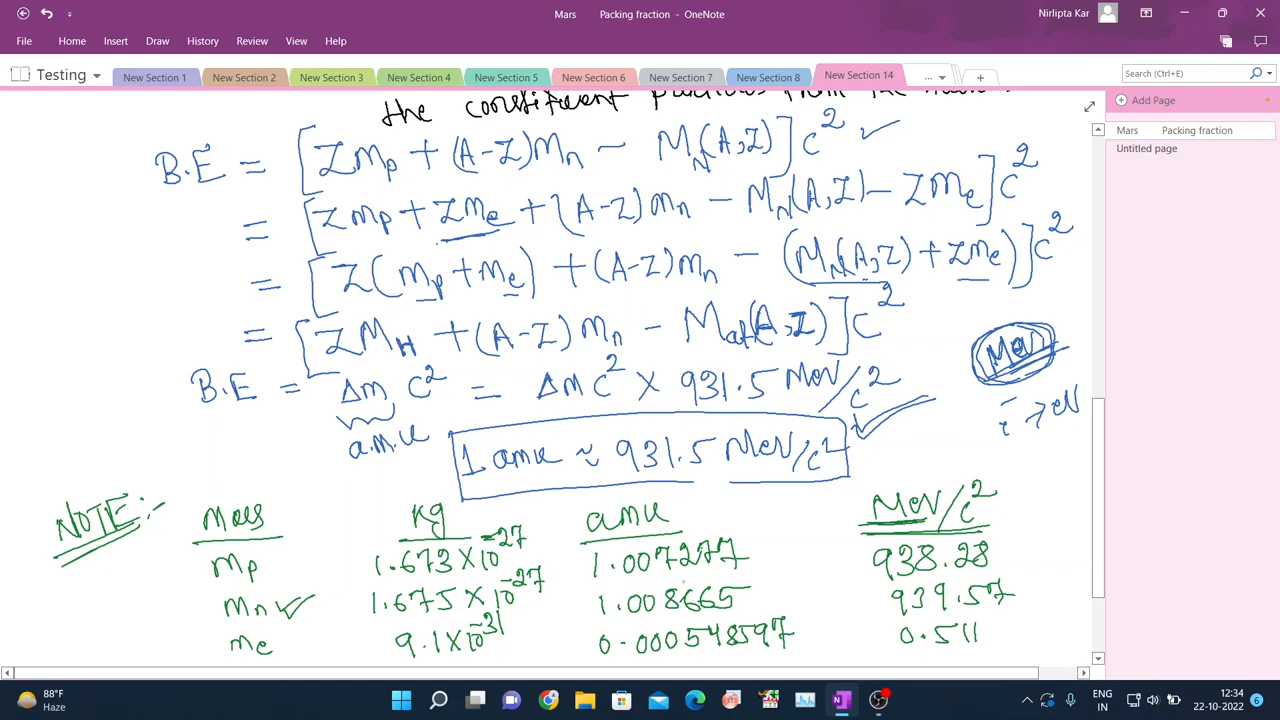 Mars Packing fraction - OneNote
Nirlipta Kar
File Home Insert Draw History Review View Help
Testing
New Section 1 New Section 2 New Section 3 New Section 4 New Section 5 New Section 6 New Section 7 New Section 8 New Section 14 ...
Search (Ctrl+E)
Add Page
Mars Packing fraction
Untitled page
the constituent from the
B.E = [ZMp + (A-Z)Mn - MN(A,Z)]C²
= [ZMp + ZMe + (A-Z)Mn - MN(A,Z) - ZMe]C²
= [Z(Mp+Me) + (A-Z)Mn - (MN(A,Z) + ZMe)]C²
= [ZMH + (A-Z)Mn - Mat(A,Z)]C²
B.E = Δm C² = Δm C² × 931.5 MeV/c²
a.m.u
1 amu ≈ 931.5 MeV/c²
NOTE:- Mass Kg amu MeV/c²
Mp 1.673×10⁻²⁷ 1.007277 938.28
Mn 1.675×10⁻²⁷ 1.008665 939.57
Me 9.1×10⁻³¹ 0.000548597 0.511
88°F
Haze
ENG
IN
12:34
22-10-2022
6